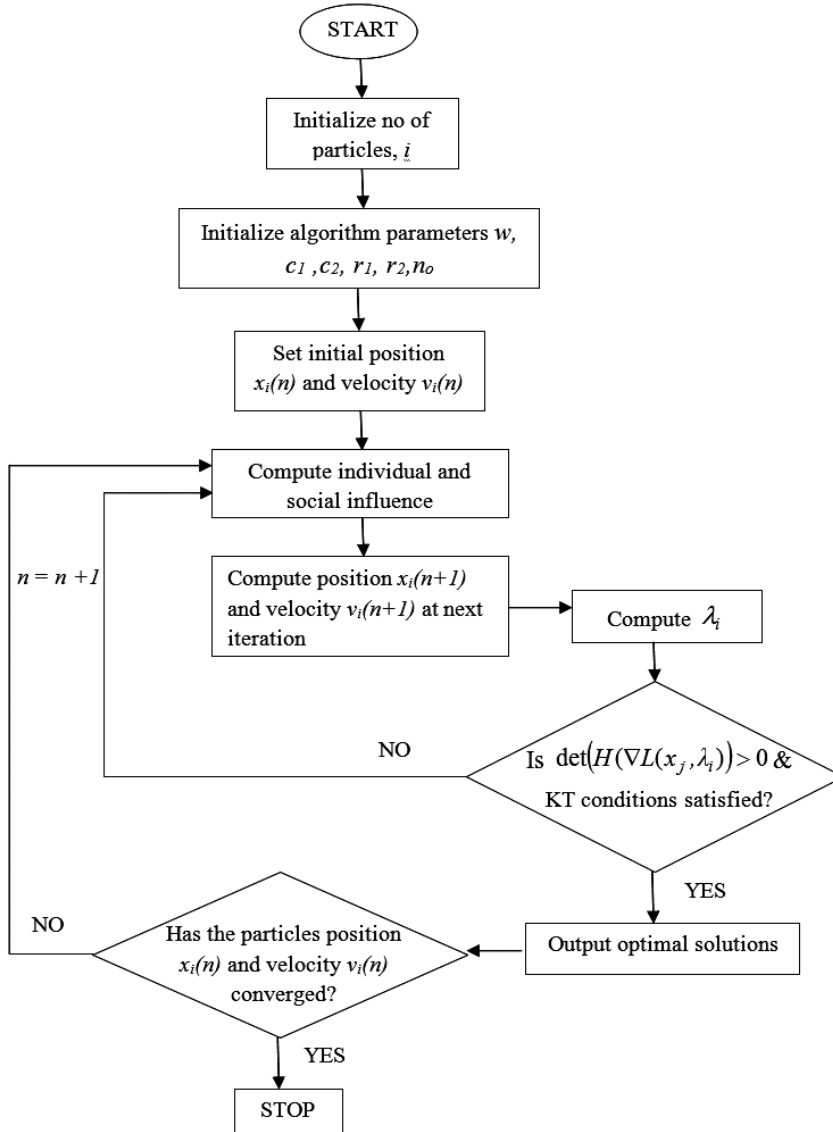 START
Initialize no of
particles, i
Initialize algorithm parameters w,
c₁ ,c₂, r₁, r₂,nₒ
Set initial position
xᵢ(n) and velocity vᵢ(n)
Compute individual and
social influence
n = n +1
Compute position xᵢ(n+1)
and velocity vᵢ(n+1) at next
iteration
Compute λᵢ
NO
Is det(H(∇L(xⱼ,λᵢ))>0 &
KT conditions satisfied?
YES
Output optimal solutions
NO
Has the particles position
xᵢ(n) and velocity vᵢ(n)
converged?
YES
STOP